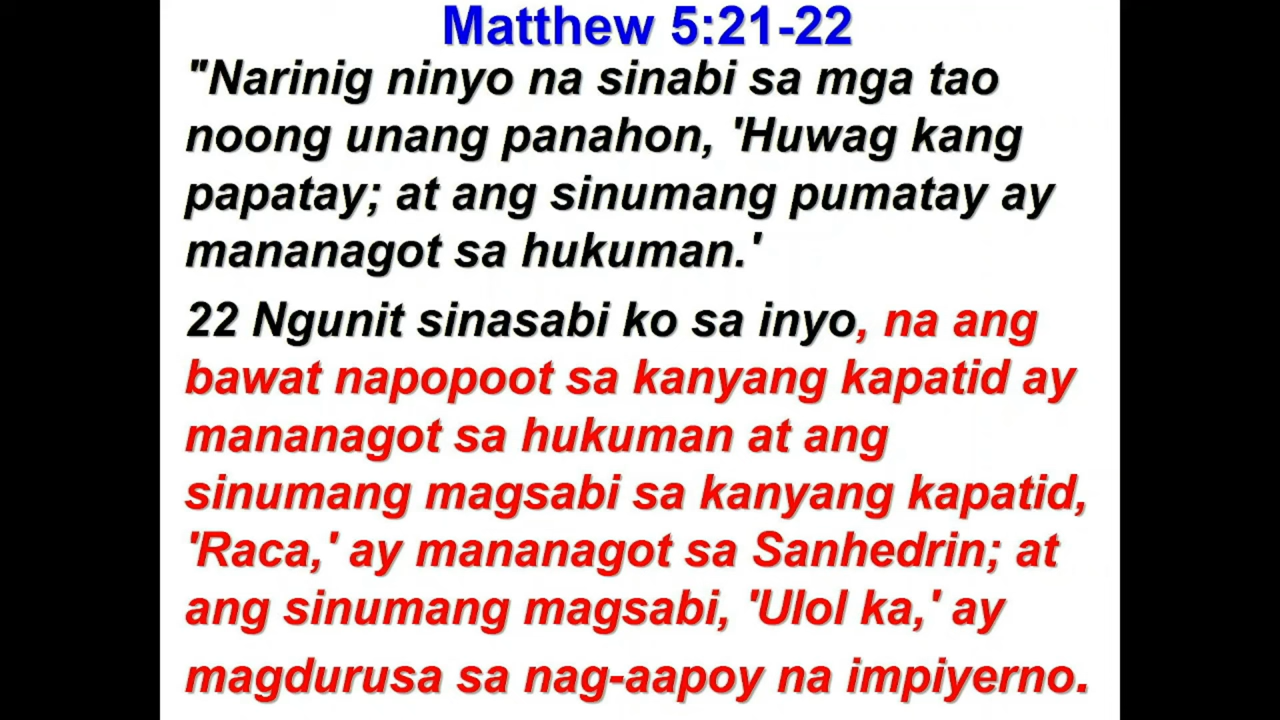 Matthew 5:21-22
"Narinig ninyo na sinabi sa mga tao
noong unang panahon, 'Huwag kang
papatay; at ang sinumang pumatay ay
mananagot sa hukuman.'
22 Ngunit sinasabi ko sa inyo, na ang
bawat napopoot sa kanyang kapatid ay
mananagot sa hukuman at ang
sinumang magsabi sa kanyang kapatid,
'Raca,' ay mananagot sa Sanhedrin; at
ang sinumang magsabi, 'Ulol ka,' ay
magdurusa sa nag-aapoy na impiyerno.